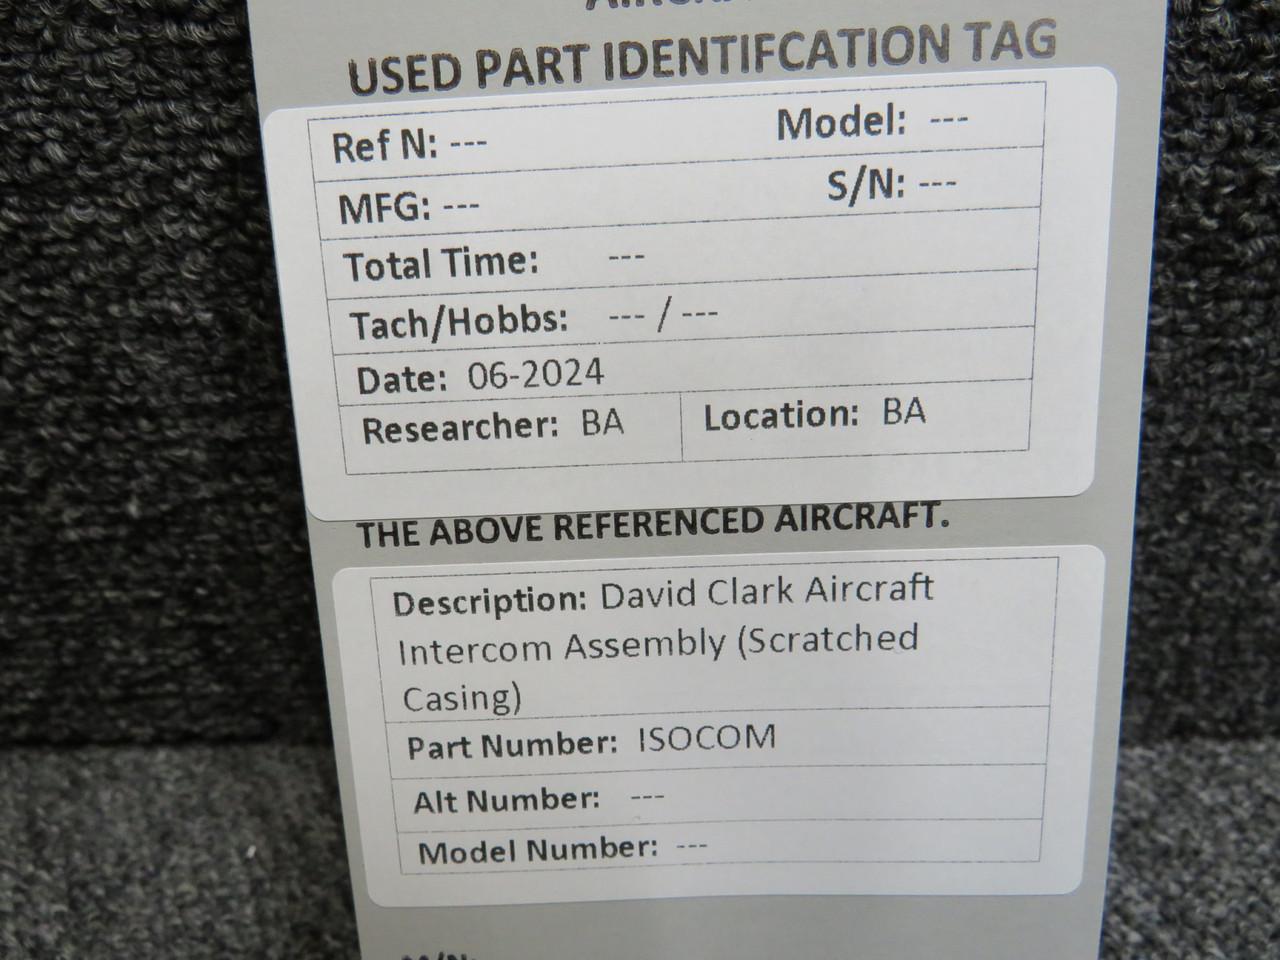 USED PART IDENTIFCATION TAG
Ref N: --- Model: ---
MFG: --- S/N: ---
Total Time: ---
Tach/Hobbs: --- / ---
Date: 06-2024
Researcher: BA Location: BA
THE ABOVE REFERENCED AIRCRAFT.
Description: David Clark Aircraft
Intercom Assembly (Scratched
Casing)
Part Number: ISOCOM
Alt Number: ---
Model Number: ---